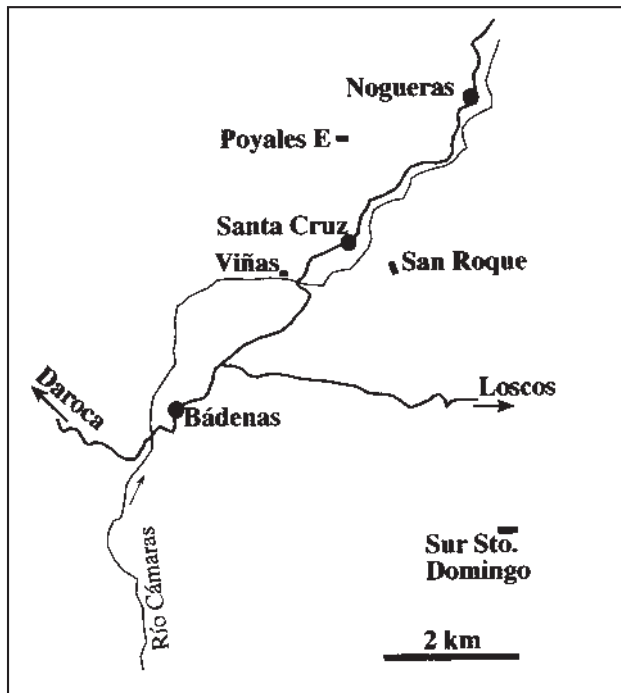 Nogueras
Poyales E
Santa Cruz
Viñas
San Roque
Daroca
Loscos
Bádenas
Río Cámaras
Sur Sto.
Domingo
2 km